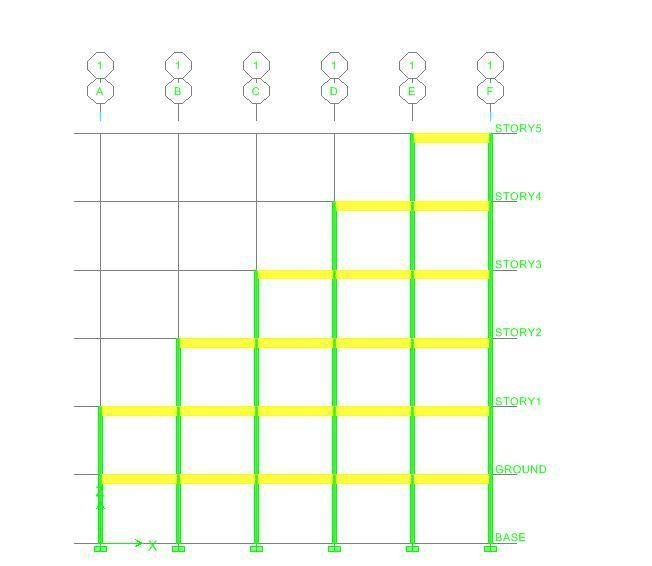 1 1 1 1 1 1
A B C D E F
STORY5
STORY4
STORY3
STORY2
STORY1
GROUND
Z
BASE
X